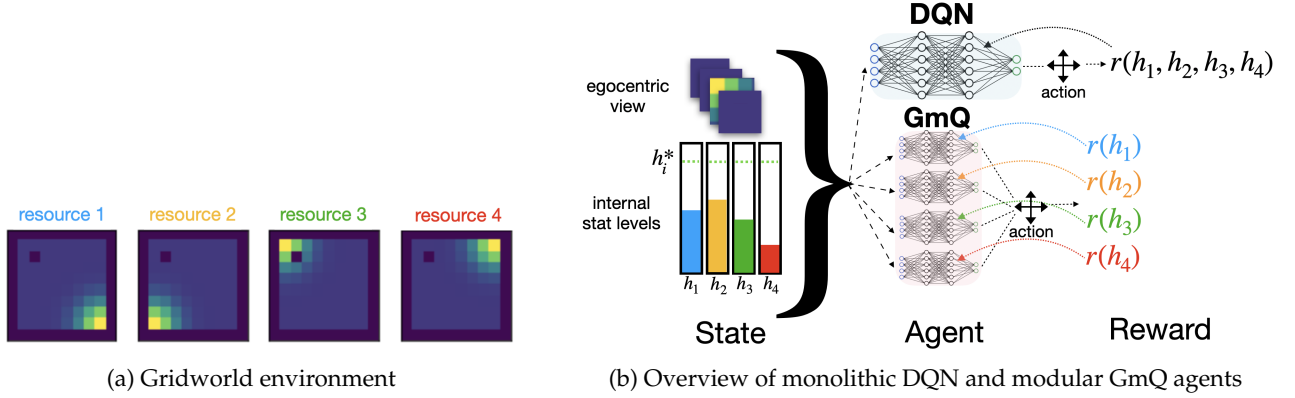 resource 1
resource 2
resource 3
resource 4
(a) Gridworld environment
egocentric
view
h*i
internal
stat levels
h1 h2 h3 h4
State
DQN
action
r(h1, h2, h3, h4)
GmQ
action
Agent
r(h1)
r(h2)
r(h3)
r(h4)
Reward
(b) Overview of monolithic DQN and modular GmQ agents